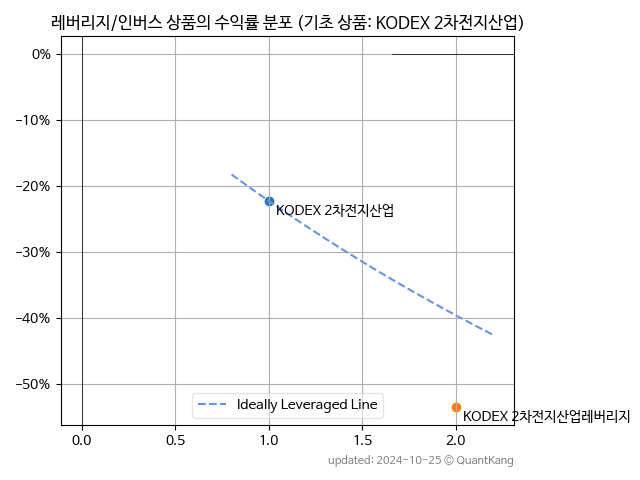 레버리지/인버스 상품의 수익률 분포 (기초 상품: KODEX 2차전지산업)
0%
-10%
-20%
KODEX 2차전지산업
-30%
-40%
-50%
Ideally Leveraged Line
KODEX 2차전지산업레버리지
0.0 0.5 1.0 1.5 2.0
updated: 2024-10-25 © QuantKang